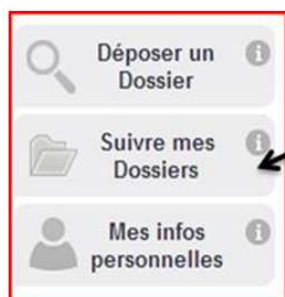 Déposer un
Dossier
Suivre mes
Dossiers
Mes infos
personnelles